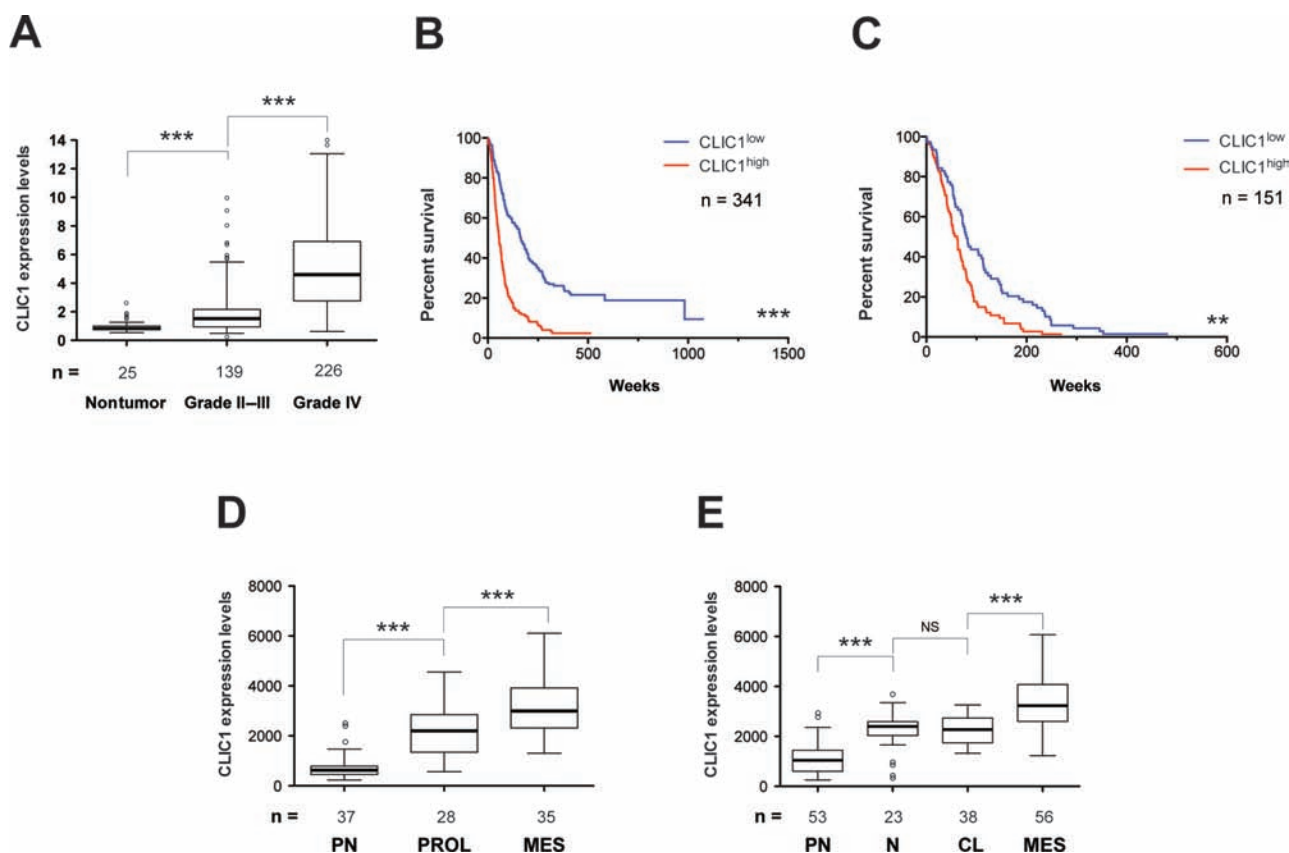 A
CLIC1 expression levels
14
12
10
8
6
4
2
0
***
***
n = 25 139 226
Nontumor Grade II–III Grade IV
B
Percent survival
100
80
60
40
20
0
CLIC1low
CLIC1high
n = 341
***
0 500 1000 1500
Weeks
C
Percent survival
100
80
60
40
20
0
CLIC1low
CLIC1high
n = 151
**
0 200 400 600
Weeks
D
CLIC1 expression levels
8000
6000
4000
2000
0
***
***
n = 37 28 35
PN PROL MES
E
CLIC1 expression levels
8000
6000
4000
2000
0
***
NS
***
n = 53 23 38 56
PN N CL MES